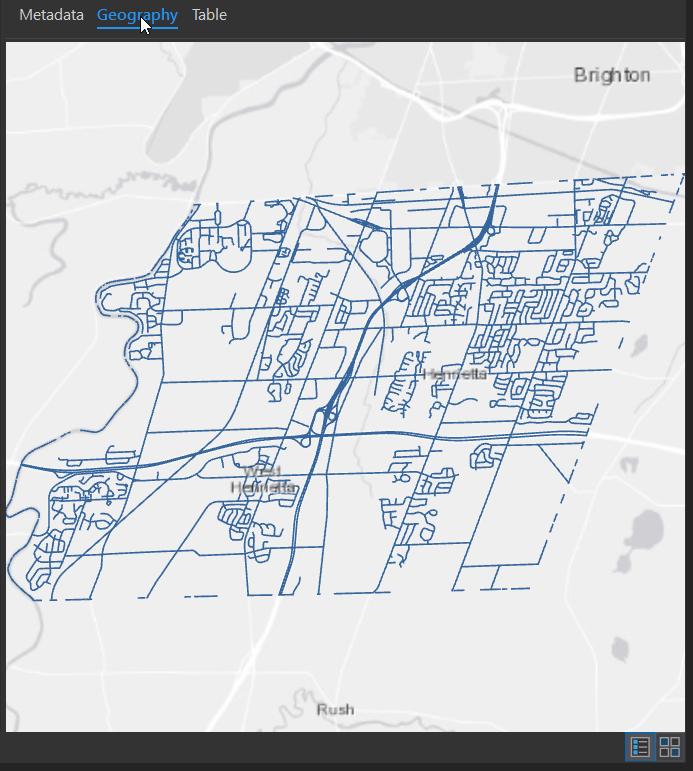 Metadata Geography Table
Brighton
Henrietta
West
Henrietta
Rush